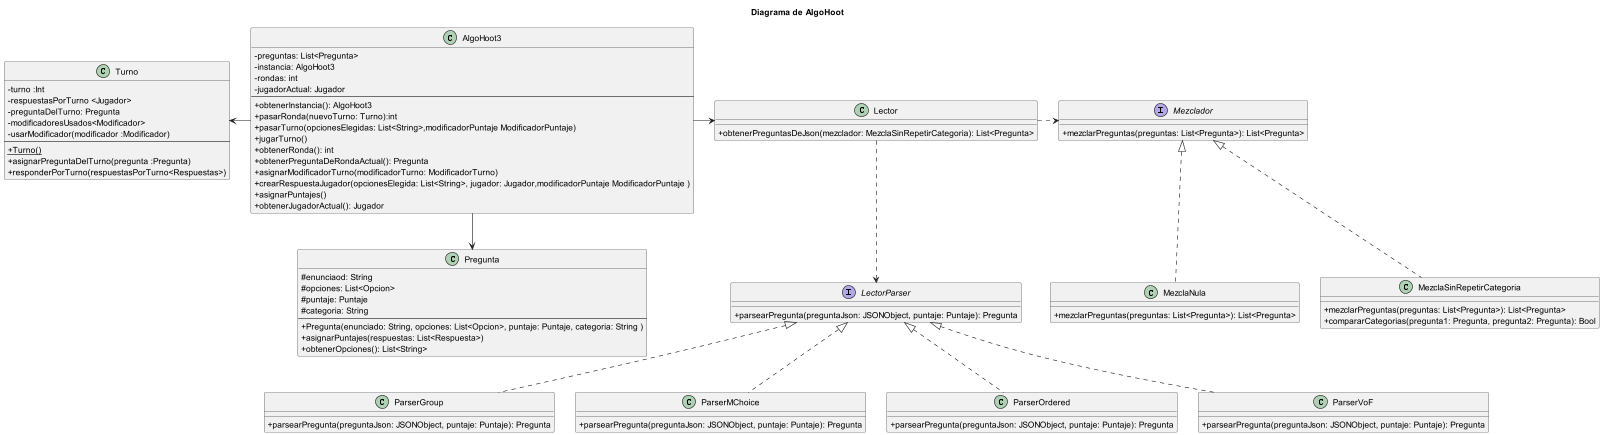 Diagrama de AlgoHoot
C AlgoHoot3
-preguntas: List<Pregunta>
-instancia: AlgoHoot3
-rondas: int
-jugadorActual: Jugador
+obtenerInstancia(): AlgoHoot3
+pasarRonda(nuevoTurno: Turno):int
+pasarTurno(opcionesElegidas: List<String>,modificadorPuntaje ModificadorPuntaje)
+jugarTurno()
+obtenerRonda(): int
+obtenerPreguntaDeRondaActual(): Pregunta
+asignarModificadorTurno(modificadorTurno: ModificadorTurno)
+crearRespuestaJugador(opcionesElegida: List<String>, jugador: Jugador,modificadorPuntaje ModificadorPuntaje )
+asignarPuntajes()
+obtenerJugadorActual(): Jugador
C Turno
-turno :Int
-respuestasPorTurno <Jugador>
-preguntaDelTurno: Pregunta
-modificadoresUsados<Modificador>
-usarModificador(modificador :Modificador)
+Turno()
+asignarPreguntaDelTurno(pregunta :Pregunta)
+responderPorTurno(respuestasPorTurno<Respuestas>)
C Lector
+obtenerPreguntasDeJson(mezclador: MezclaSinRepetirCategoria): List<Pregunta>
I Mezclador
+mezclarPreguntas(preguntas: List<Pregunta>): List<Pregunta>
C Pregunta
#enunciaod: String
#opciones: List<Opcion>
#puntaje: Puntaje
#categoria: String
+Pregunta(enunciado: String, opciones: List<Opcion>, puntaje: Puntaje, categoria: String )
+asignarPuntajes(respuestas: List<Respuesta>)
+obtenerOpciones(): List<String>
I LectorParser
+parsearPregunta(preguntaJson: JSONObject, puntaje: Puntaje): Pregunta
C MezclaNula
+mezclarPreguntas(preguntas: List<Pregunta>): List<Pregunta>
C MezclaSinRepetirCategoria
+mezclarPreguntas(preguntas: List<Pregunta>): List<Pregunta>
+compararCategorias(pregunta1: Pregunta, pregunta2: Pregunta): Bool
C ParserGroup
+parsearPregunta(preguntaJson: JSONObject, puntaje: Puntaje): Pregunta
C ParserMChoice
+parsearPregunta(preguntaJson: JSONObject, puntaje: Puntaje): Pregunta
C ParserOrdered
+parsearPregunta(preguntaJson: JSONObject, puntaje: Puntaje): Pregunta
C ParserVoF
+parsearPregunta(preguntaJson: JSONObject, puntaje: Puntaje): Pregunta